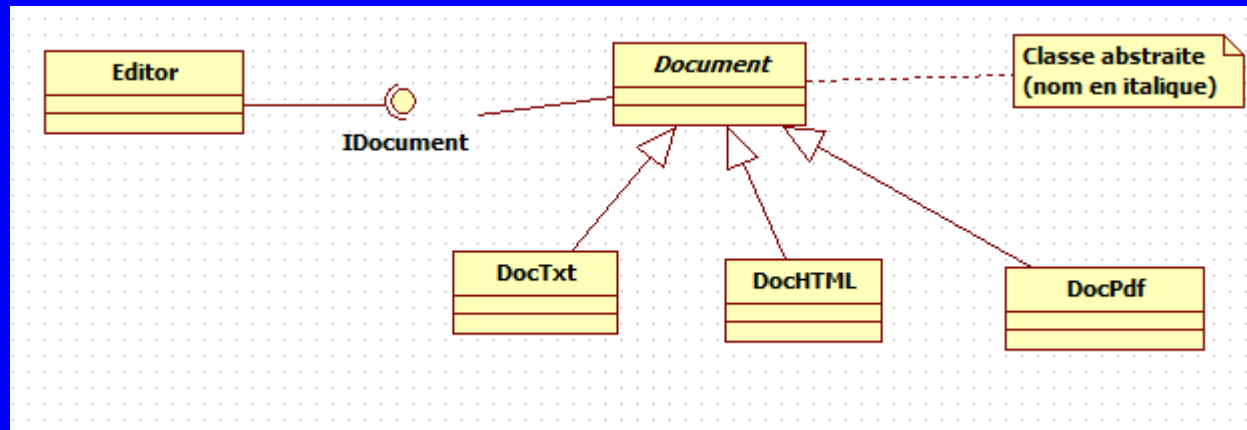 Editor
IDocument
Document
Classe abstraite
(nom en italique)
DocTxt
DocHTML
DocPdf